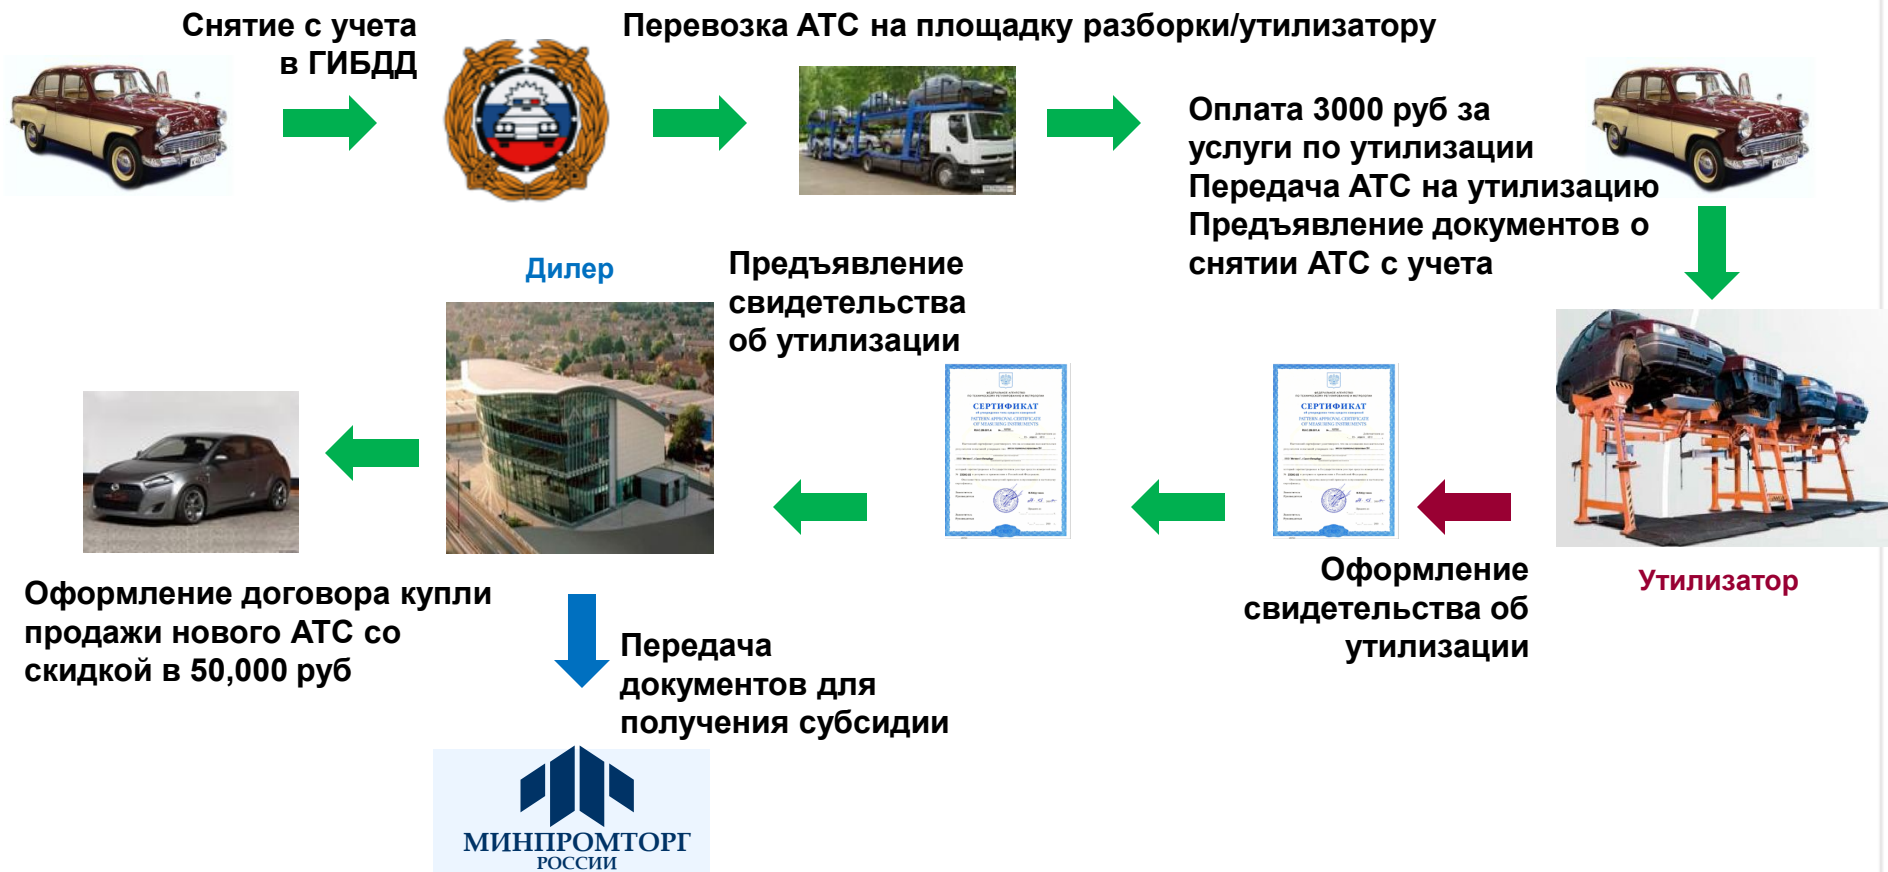 Снятие с учета
в ГИБДД
Перевозка АТС на площадку разборки/утилизатору
Оплата 3000 руб за
услуги по утилизации
Передача АТС на утилизацию
Предъявление документов о
снятии АТС с учета
Дилер
Предъявление
свидетельства
об утилизации
СЕРТИФИКАТ
СЕРТИФИКАТ
Оформление
свидетельства об
утилизации
Утилизатор
Оформление договора купли
продажи нового АТС со
скидкой в 50,000 руб
Передача
документов для
получения субсидии
МИНПРОМТОРГ
РОССИИ